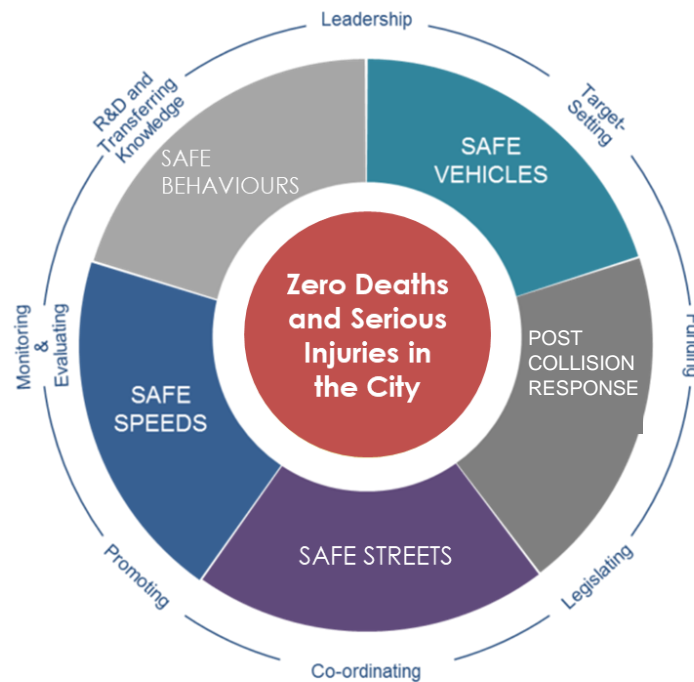 Leadership
R&D and
Transferring
Knowledge
Target-
Setting
SAFE
BEHAVIOURS
SAFE
VEHICLES
Zero Deaths
and Serious
Injuries in
the City
POST
COLLISION
RESPONSE
Funding
Monitoring
&
Evaluating
SAFE
SPEEDS
SAFE STREETS
Promoting
Legislating
Co-ordinating